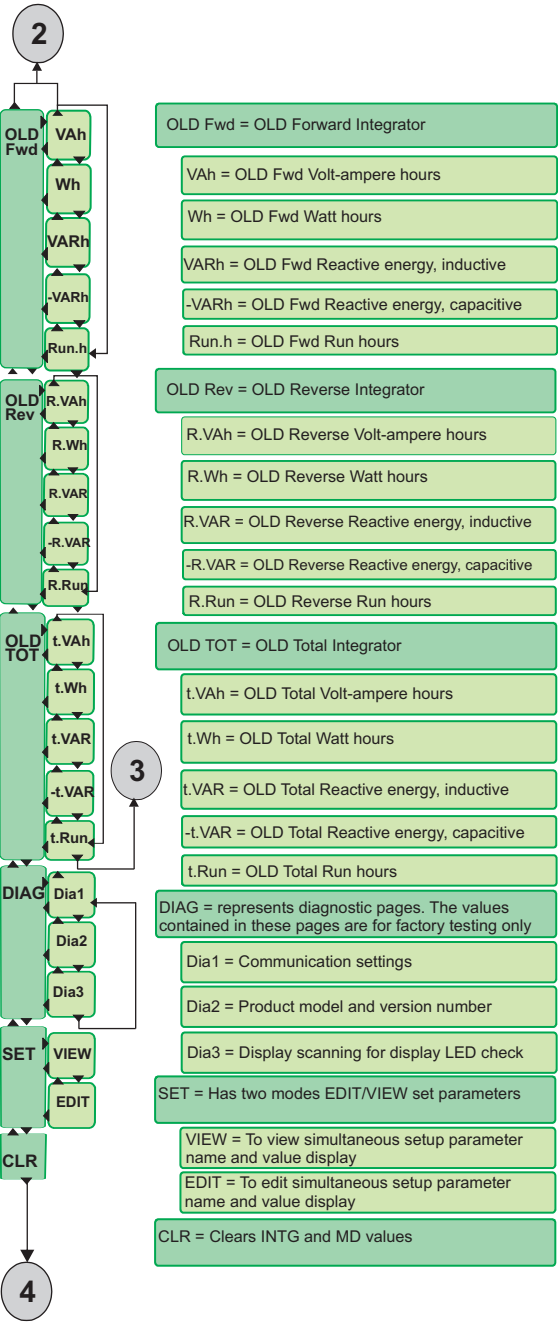 2
OLD
Fwd
VAh
Wh
VARh
-VARh
Run.h
OLD
Rev
R.VAh
R.Wh
R.VAR
-R.VAR
R.Run
OLD
TOT
t.VAh
t.Wh
t.VAR
-t.VAR
t.Run
3
DIAG
Dia1
Dia2
Dia3
SET
VIEW
EDIT
CLR
4
OLD Fwd = OLD Forward Integrator
VAh = OLD Fwd Volt-ampere hours
Wh = OLD Fwd Watt hours
VARh = OLD Fwd Reactive energy, inductive
-VARh = OLD Fwd Reactive energy, capacitive
Run.h = OLD Fwd Run hours
OLD Rev = OLD Reverse Integrator
R.VAh = OLD Reverse Volt-ampere hours
R.Wh = OLD Reverse Watt hours
R.VAR = OLD Reverse Reactive energy, inductive
-R.VAR = OLD Reverse Reactive energy, capacitive
R.Run = OLD Reverse Run hours
OLD TOT = OLD Total Integrator
t.VAh = OLD Total Volt-ampere hours
t.Wh = OLD Total Watt hours
t.VAR = OLD Total Reactive energy, inductive
-t.VAR = OLD Total Reactive energy, capacitive
t.Run = OLD Total Run hours
DIAG = represents diagnostic pages. The values
contained in these pages are for factory testing only
Dia1 = Communication settings
Dia2 = Product model and version number
Dia3 = Display scanning for display LED check
SET = Has two modes EDIT/VIEW set parameters
VIEW = To view simultaneous setup parameter
name and value display
EDIT = To edit simultaneous setup parameter
name and value display
CLR = Clears INTG and MD values